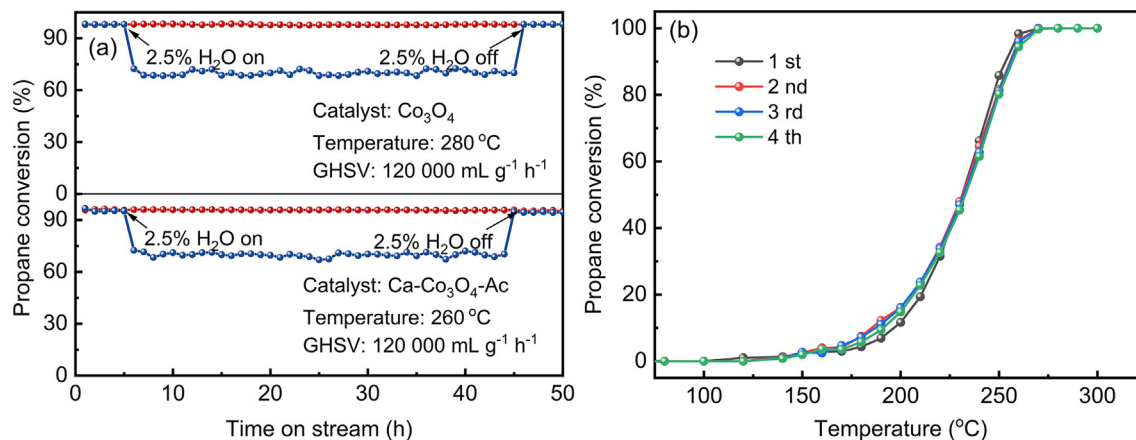 (a)
2.5% H₂O on
2.5% H₂O off
Catalyst: Co₃O₄
Temperature: 280 °C
GHSV: 120 000 mL g⁻¹ h⁻¹
90
60
30
0
2.5% H₂O on
2.5% H₂O off
Catalyst: Ca-Co₃O₄-Ac
Temperature: 260 °C
GHSV: 120 000 mL g⁻¹ h⁻¹
90
60
30
0
Propane conversion (%)
0 10 20 30 40 50
Time on stream (h)
(b)
1 st
2 nd
3 rd
4 th
100
80
60
40
20
0
Propane conversion (%)
100 150 200 250 300
Temperature (°C)